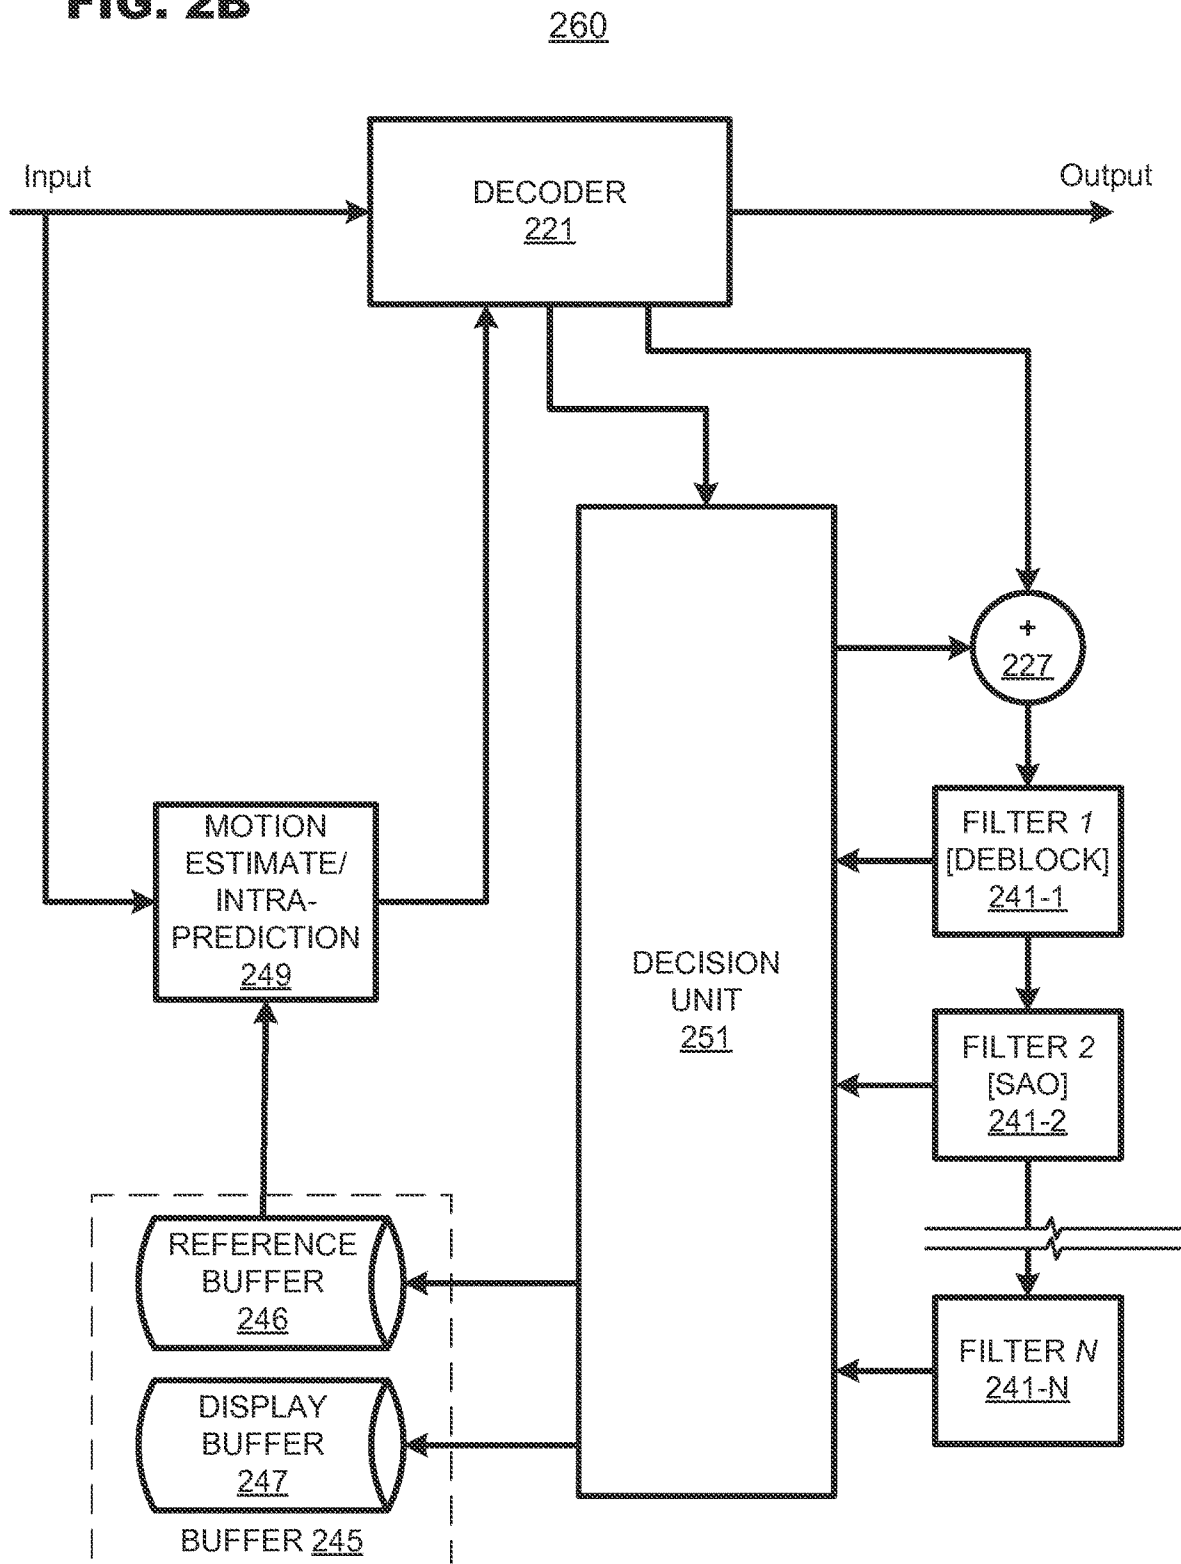 FIG. 2B
260
Input
DECODER
221
Output
+
227
MOTION
ESTIMATE/
INTRA-
PREDICTION
249
DECISION
UNIT
251
FILTER 1
[DEBLOCK]
241-1
FILTER 2
[SAO]
241-2
FILTER N
241-N
REFERENCE
BUFFER
246
DISPLAY
BUFFER
247
BUFFER 245